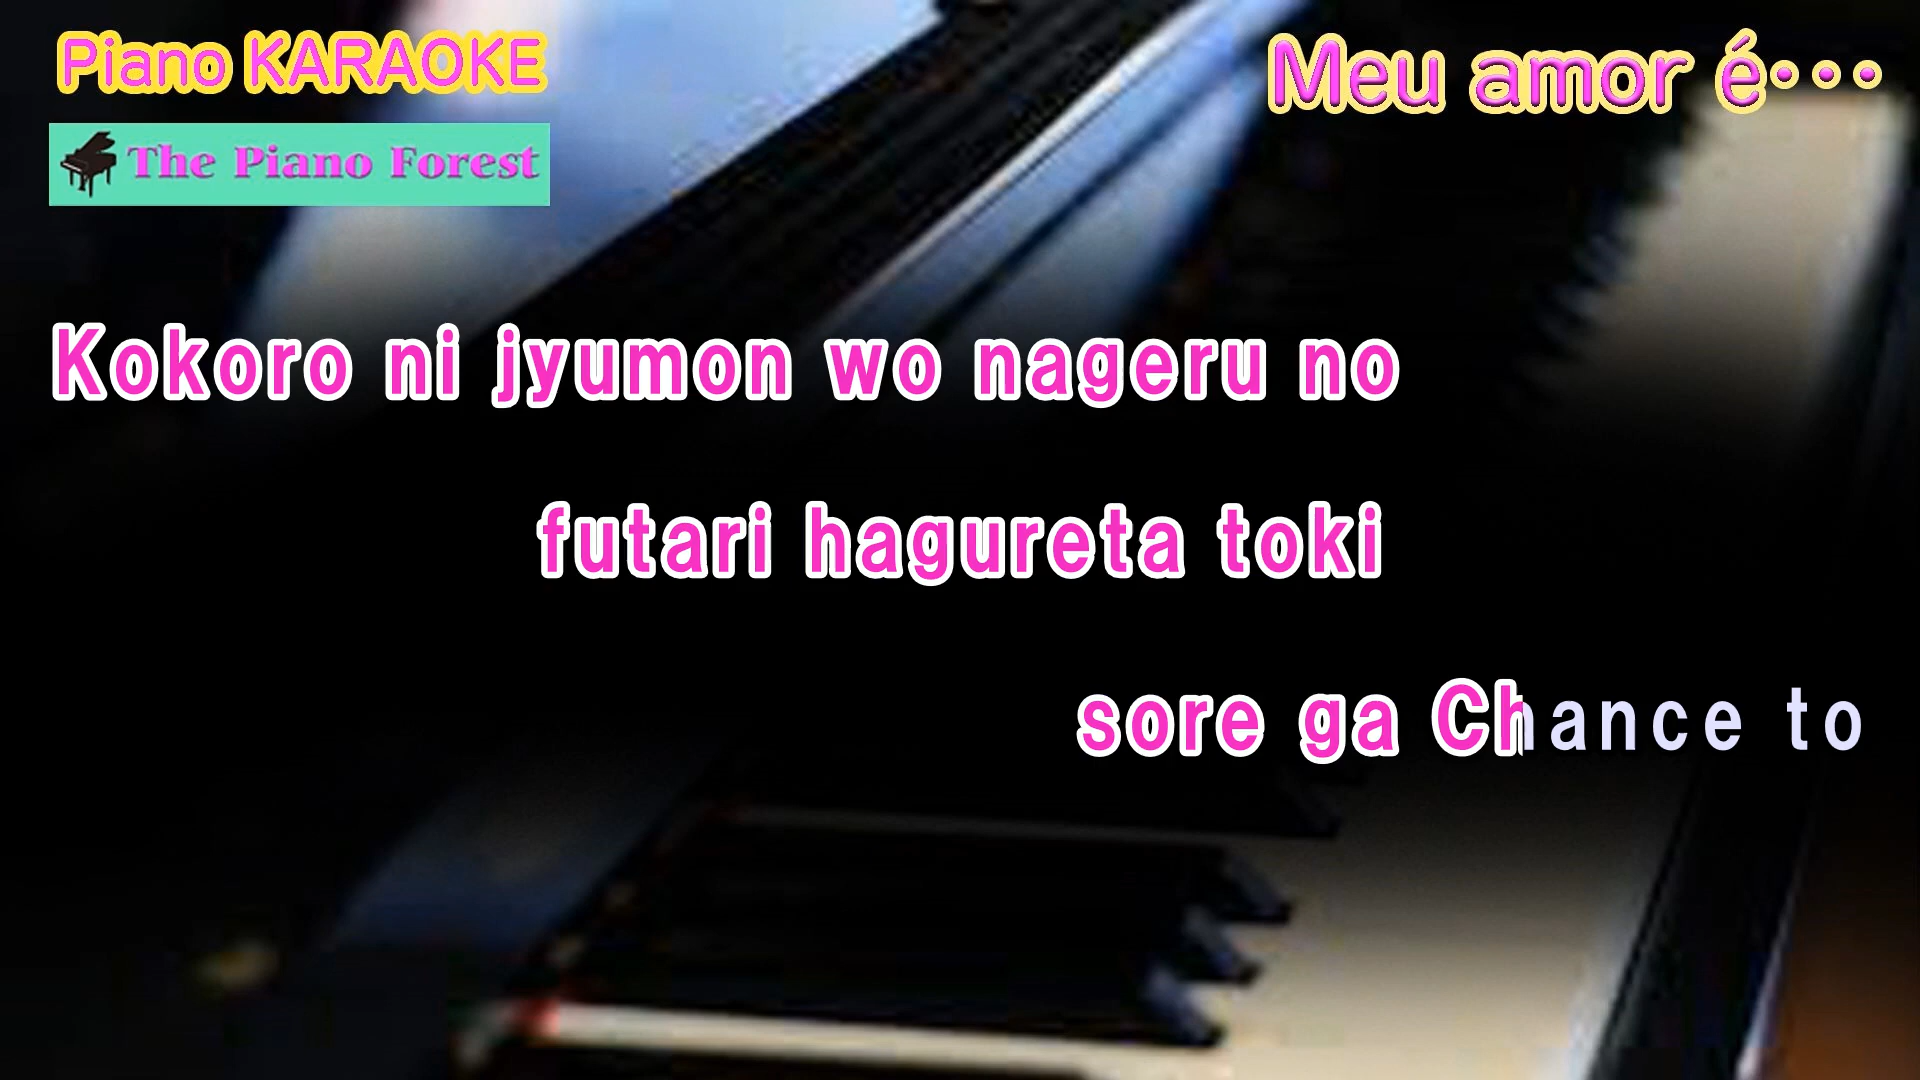 Piano KARAOKE
Meu amor é・・・
The Piano Forest
Kokoro ni jyumon wo nageru no
futari hagureta toki
sore ga Chance to